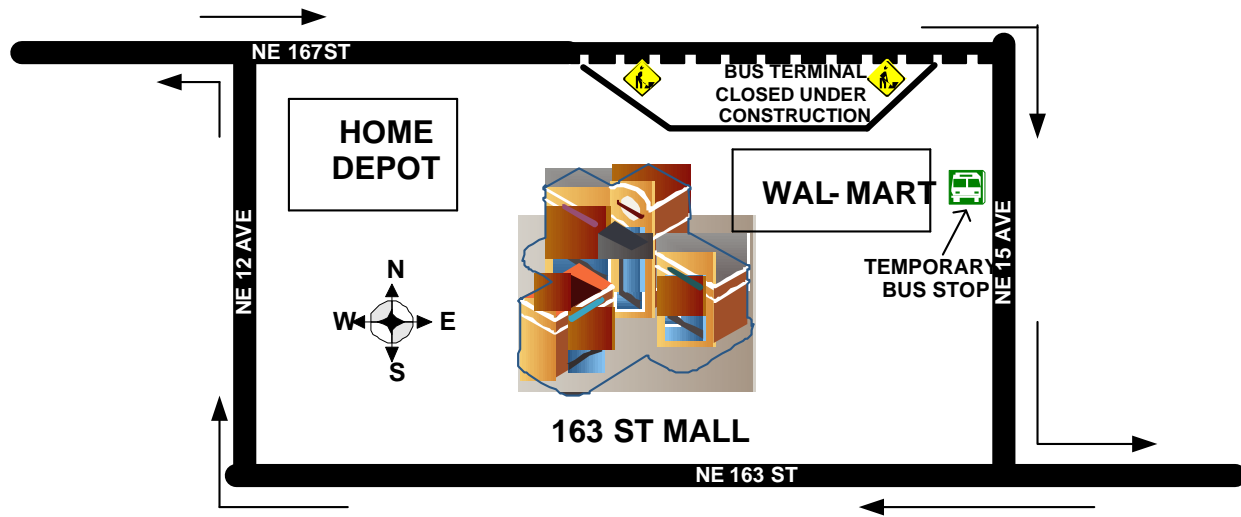 NE 167ST
BUS TERMINAL
CLOSED UNDER
CONSTRUCTION
HOME
DEPOT
WAL- MART
NE 12 AVE
NE 15 AVE
TEMPORARY
BUS STOP
N
W
E
S
163 ST MALL
NE 163 ST